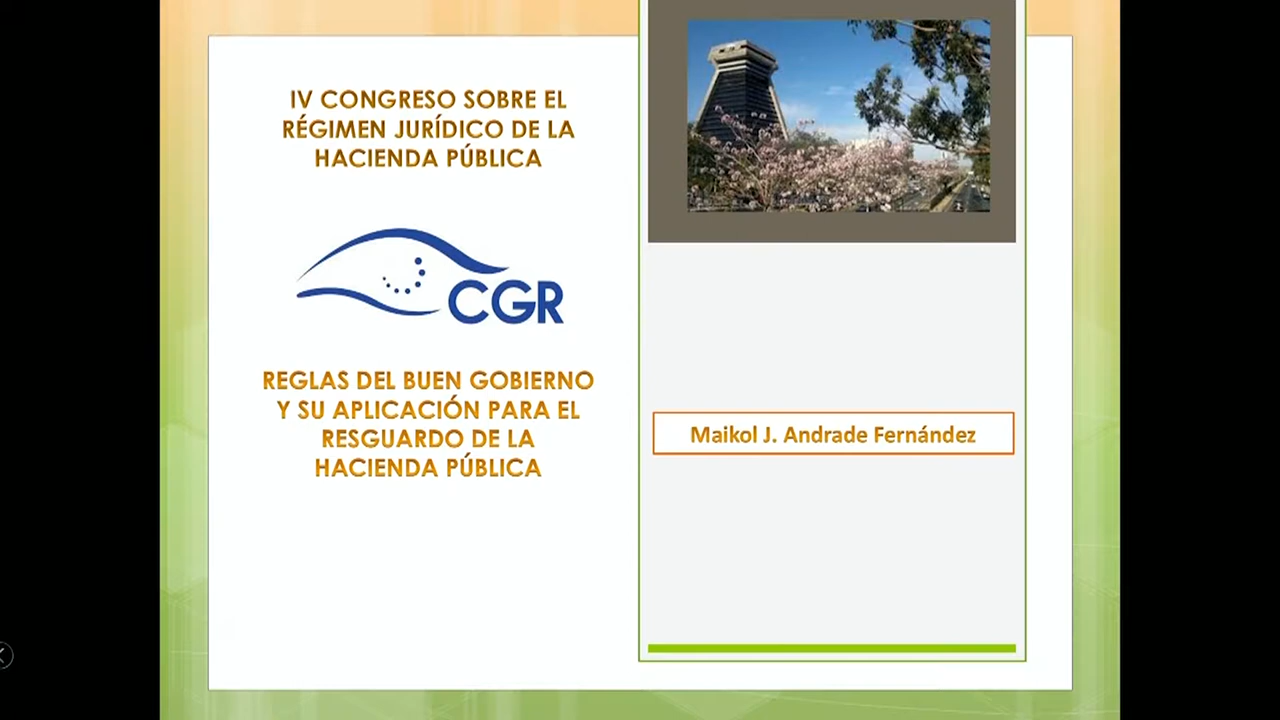 IV CONGRESO SOBRE EL
RÉGIMEN JURÍDICO DE LA
HACIENDA PÚBLICA
CGR
REGLAS DEL BUEN GOBIERNO
Y SU APLICACIÓN PARA EL
RESGUARDO DE LA
HACIENDA PÚBLICA
Maikol J. Andrade Fernández